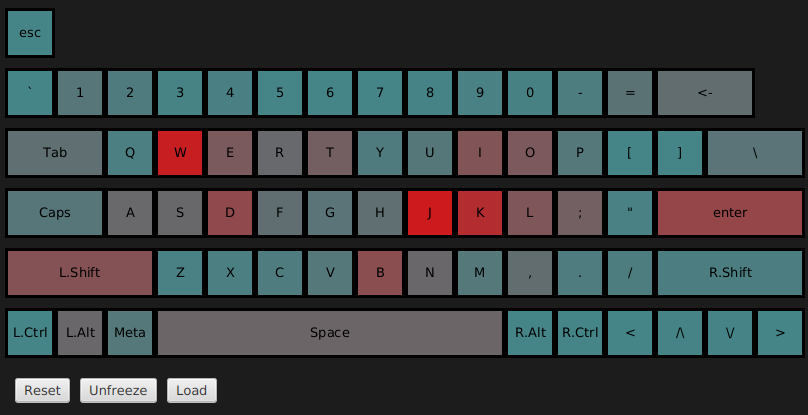 esc
` 1 2 3 4 5 6 7 8 9 0 - = <-
Tab Q W E R T Y U I O P [ ] \
Caps A S D F G H J K L ; " enter
L.Shift Z X C V B N M , . / R.Shift
L.Ctrl L.Alt Meta Space R.Alt R.Ctrl < /\ \/ >
Reset Unfreeze Load